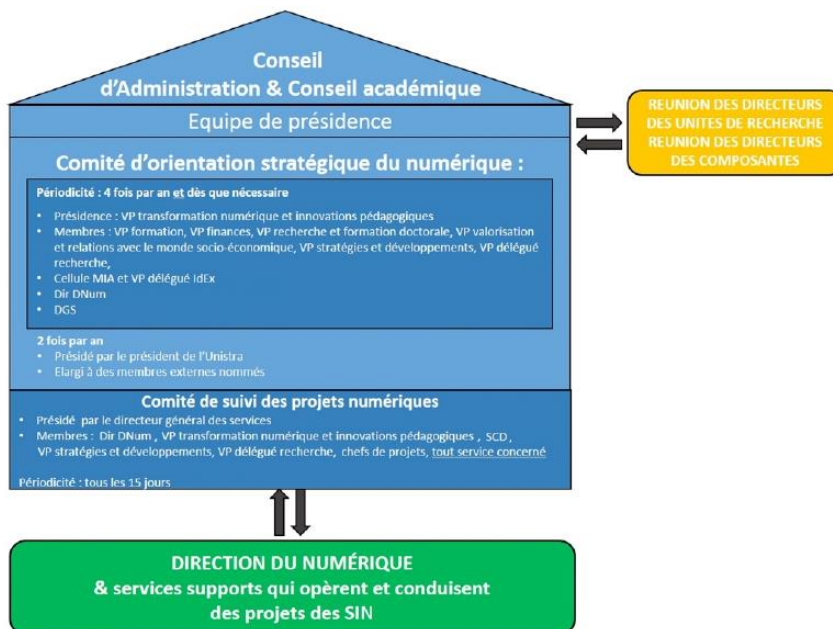 Conseil
d'Administration & Conseil académique
Equipe de présidence
REUNION DES DIRECTEURS
DES UNITES DE RECHERCHE
REUNION DES DIRECTEURS
DES COMPOSANTES
Comité d'orientation stratégique du numérique :
Périodicité : 4 fois par an et dès que nécessaire
• Présidence : VP transformation numérique et innovations pédagogiques
• Membres : VP formation, VP finances, VP recherche et formation doctorale, VP valorisation
et relations avec le monde socio-économique, VP stratégies et développements, VP délégué
recherche,
• Cellule MIA et VP délégué IdEx
• Dir DNum
• DGS
2 fois par an
• Présidé par le président de l'Unistra
• Elargi à des membres externes nommés
Comité de suivi des projets numériques
• Présidé par le directeur général des services
• Membres : Dir DNum , VP transformation numérique et innovations pédagogiques , SCD ,
VP stratégies et développements, VP délégué recherche, chefs de projets, tout service concerné
Périodicité : tous les 15 jours
DIRECTION DU NUMÉRIQUE
& services supports qui opèrent et conduisent
des projets des SIN